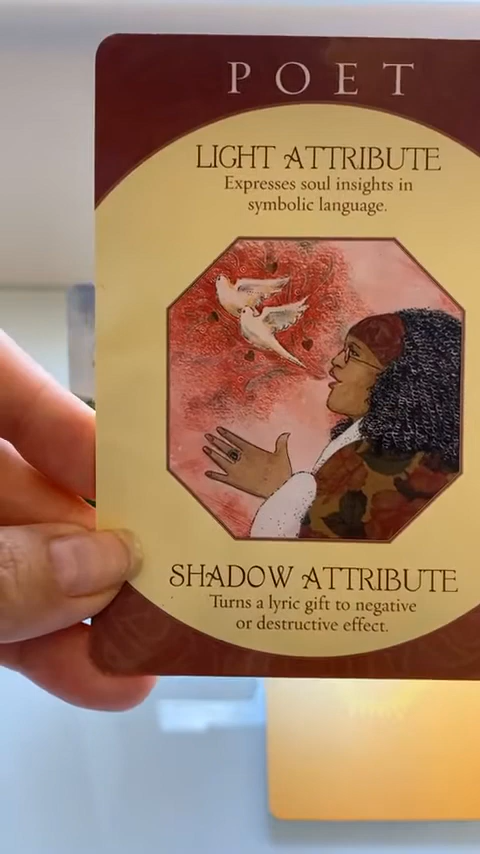 POET
LIGHT ATTRIBUTE
Expresses soul insights in
symbolic language.
SHADOW ATTRIBUTE
Turns a lyric gift to negative
or destructive effect.